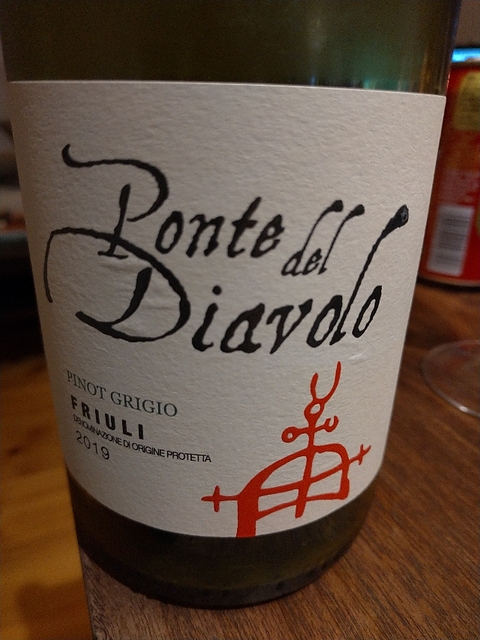 Ponte
del
Diavolo
PINOT GRIGIO
FRIULI
DENOMINAZIONE DI ORIGINE PROTETTA
2019